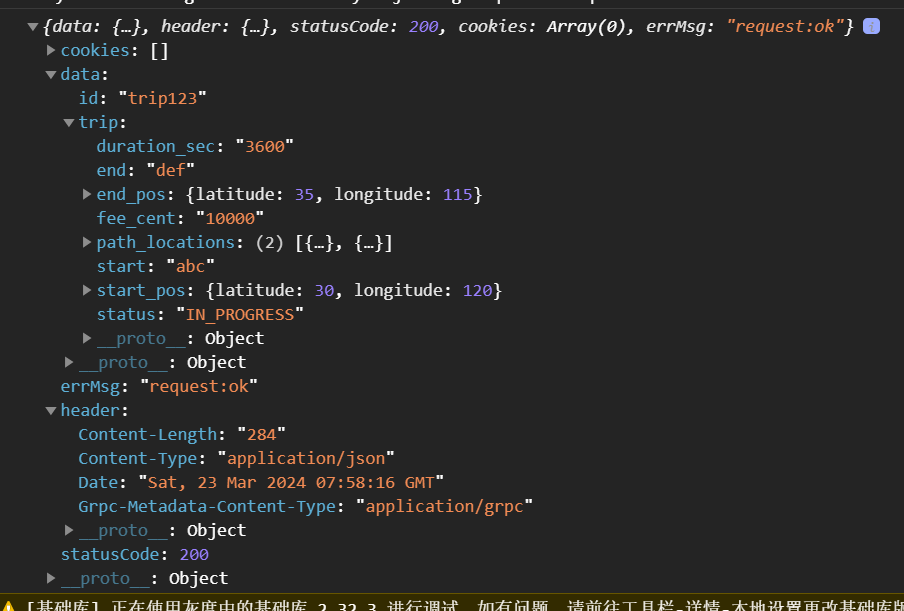 {data: {…}, header: {…}, statusCode: 200, cookies: Array(0), errMsg: "request:ok"}
cookies: []
data:
id: "trip123"
trip:
duration_sec: "3600"
end: "def"
end_pos: {latitude: 35, longitude: 115}
fee_cent: "10000"
path_locations: (2) [{…}, {…}]
start: "abc"
start_pos: {latitude: 30, longitude: 120}
status: "IN_PROGRESS"
__proto__: Object
__proto__: Object
errMsg: "request:ok"
header:
Content-Length: "284"
Content-Type: "application/json"
Date: "Sat, 23 Mar 2024 07:58:16 GMT"
Grpc-Metadata-Content-Type: "application/grpc"
__proto__: Object
statusCode: 200
__proto__: Object
[基础库] 正在使用灰度中的基础库 2.32.3 进行调试，如有问题，请前往工具栏-详情-本地设置更改基础库版